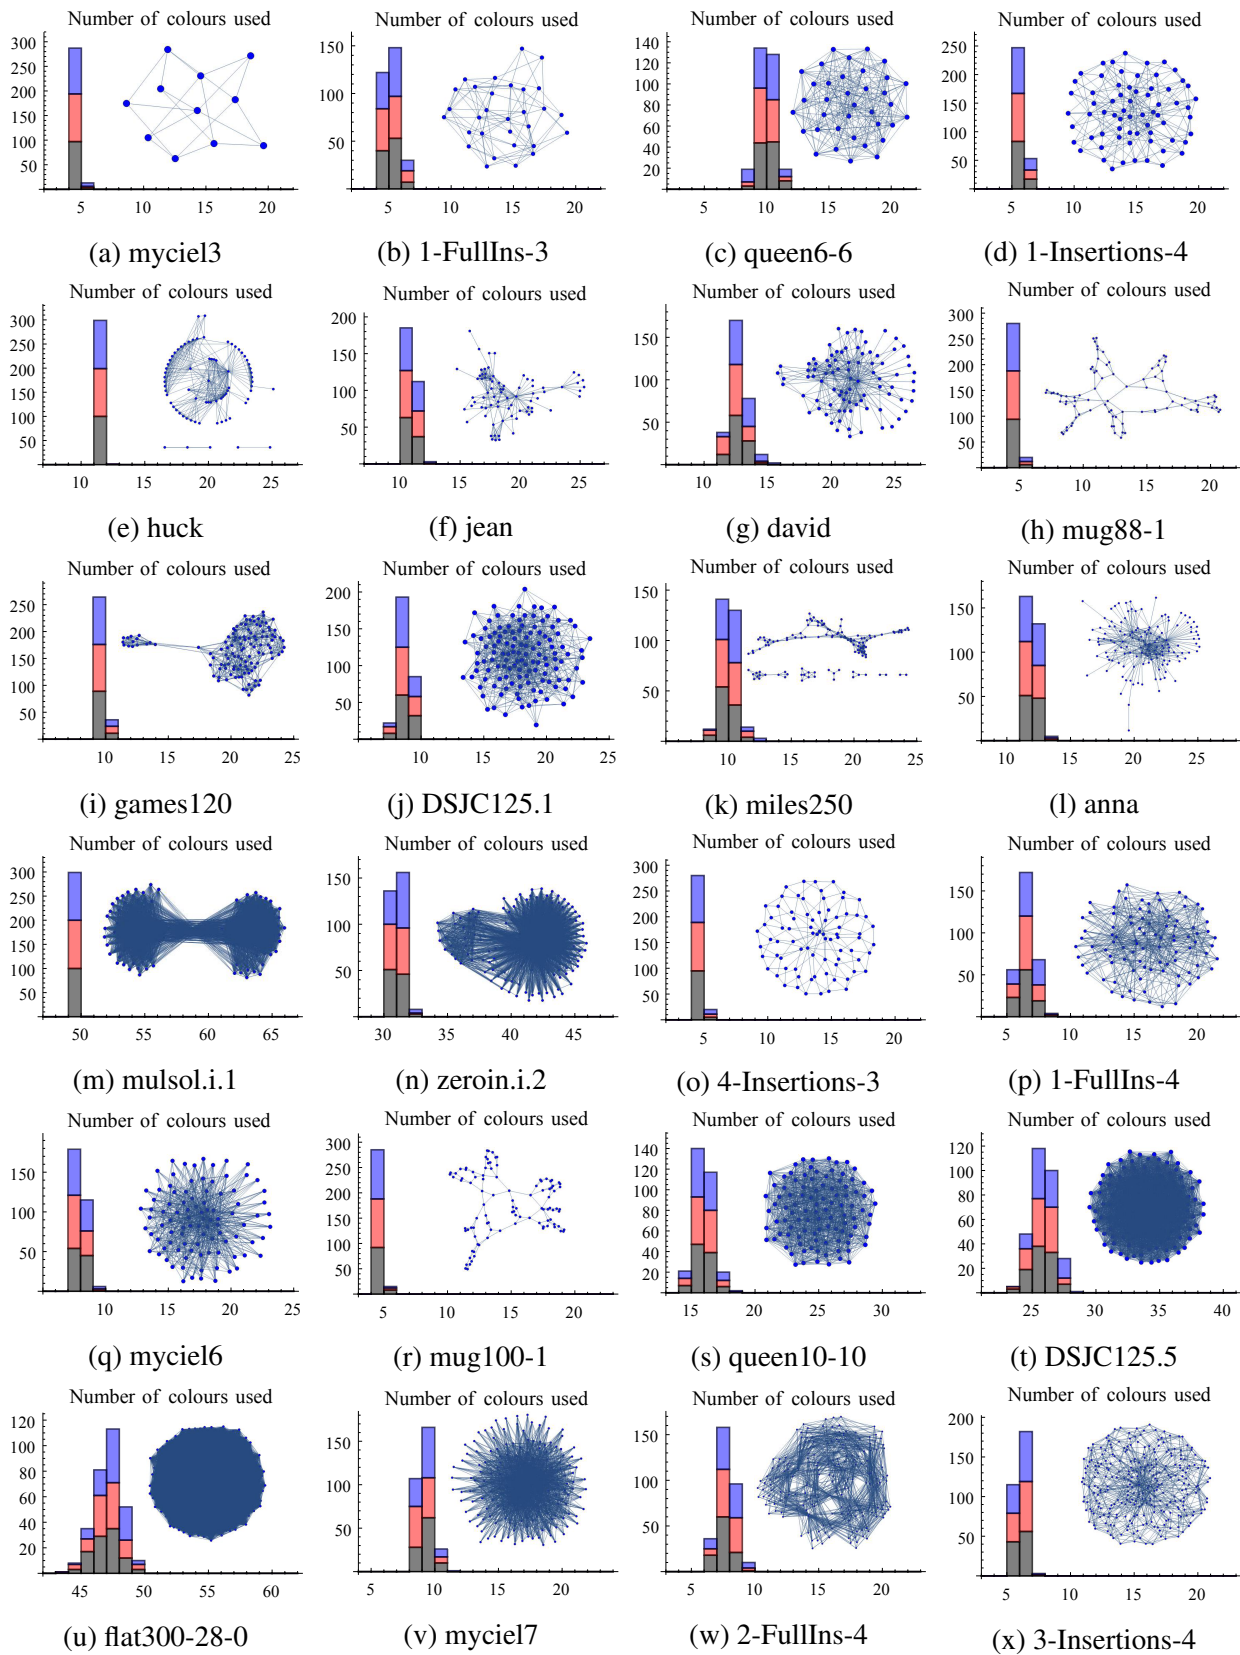 Number of colours used
300
250
200
150
100
50
5 10 15 20
(a) myciel3
Number of colours used
150
100
50
5 10 15 20
(b) 1-FullIns-3
Number of colours used
140
120
100
80
60
40
20
5 10 15 20
(c) queen6-6
Number of colours used
250
200
150
100
50
5 10 15 20
(d) 1-Insertions-4
Number of colours used
300
250
200
150
100
50
10 15 20 25
(e) huck
Number of colours used
200
150
100
50
10 15 20 25
(f) jean
Number of colours used
150
100
50
10 15 20 25
(g) david
Number of colours used
300
250
200
150
100
50
5 10 15 20
(h) mug88-1
Number of colours used
250
200
150
100
50
10 15 20 25
(i) games120
Number of colours used
200
150
100
50
10 15 20 25
(j) DSJC125.1
Number of colours used
150
100
50
10 15 20 25
(k) miles250
Number of colours used
150
100
50
10 15 20 25
(l) anna
Number of colours used
300
250
200
150
100
50
50 55 60 65
(m) mulsol.i.1
Number of colours used
150
100
50
30 35 40 45
(n) zeroin.i.2
Number of colours used
300
250
200
150
100
50
5 10 15 20
(o) 4-Insertions-3
Number of colours used
150
100
50
10 15 20
(p) 1-FullIns-4
Number of colours used
150
100
50
10 15 20 25
(q) myciel6
Number of colours used
300
250
200
150
100
50
5 10 15 20
(r) mug100-1
Number of colours used
140
120
100
80
60
40
20
15 20 25 30
(s) queen10-10
Number of colours used
120
100
80
60
40
20
25 30 35 40
(t) DSJC125.5
Number of colours used
120
100
80
60
40
20
0
45 50 55 60
(u) flat300-28-0
Number of colours used
150
100
50
5 10 15 20
(v) myciel7
Number of colours used
150
100
50
5 10 15 20
(w) 2-FullIns-4
Number of colours used
200
150
100
50
5 10 15 20
(x) 3-Insertions-4